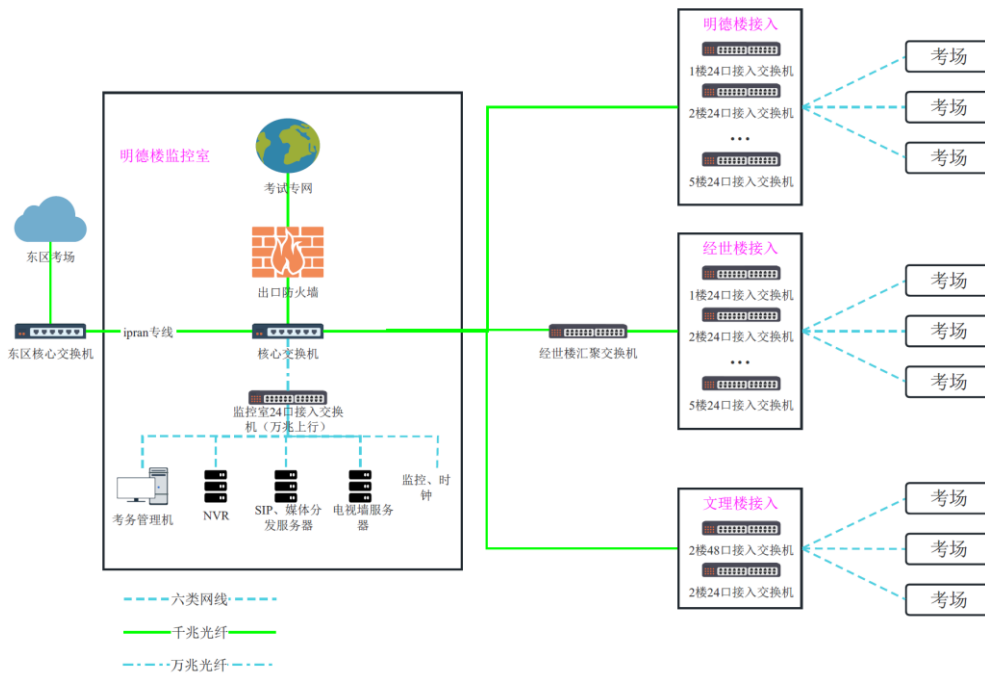 明德楼监控室
考试专网
出口防火墙
东区考场
东区核心交换机
ipran专线
核心交换机
监控室24口接入交换
机（万兆上行）
考务管理机
NVR
SIP、媒体分
发服务器
电视墙服务
器
监控、时
钟
经世楼汇聚交换机
明德楼接入
1楼24口接入交换机
2楼24口接入交换机
...
5楼24口接入交换机
考场
考场
考场
经世楼接入
1楼24口接入交换机
2楼24口接入交换机
...
5楼24口接入交换机
考场
考场
考场
文理楼接入
2楼48口接入交换机
2楼24口接入交换机
考场
考场
考场
六类网线
千兆光纤
万兆光纤